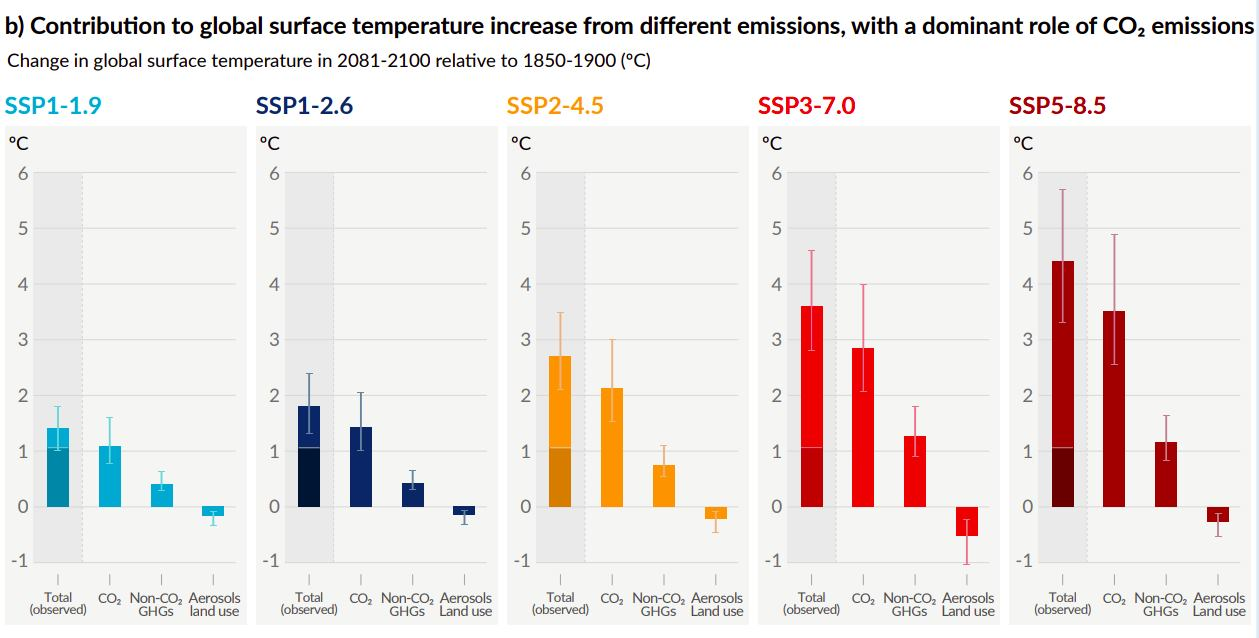 b) Contribution to global surface temperature increase from different emissions, with a dominant role of CO₂ emissions
Change in global surface temperature in 2081-2100 relative to 1850-1900 (ºC)
SSP1-1.9
ºC
6
5
4
3
2
1
0
-1
Total
(observed)
CO₂
Non-CO₂
GHGs
Aerosols
land use
SSP1-2.6
ºC
6
5
4
3
2
1
0
-1
Total
(observed)
CO₂
Non-CO₂
GHGs
Aerosols
Land use
SSP2-4.5
ºC
6
5
4
3
2
1
0
-1
Total
(observed)
CO₂
Non-CO₂
GHGs
Aerosols
Land use
SSP3-7.0
ºC
6
5
4
3
2
1
0
-1
Total
(observed)
CO₂
Non-CO₂
GHGs
Aerosols
Land use
SSP5-8.5
ºC
6
5
4
3
2
1
0
-1
Total
(observed)
CO₂
Non-CO₂
GHGs
Aerosols
Land use